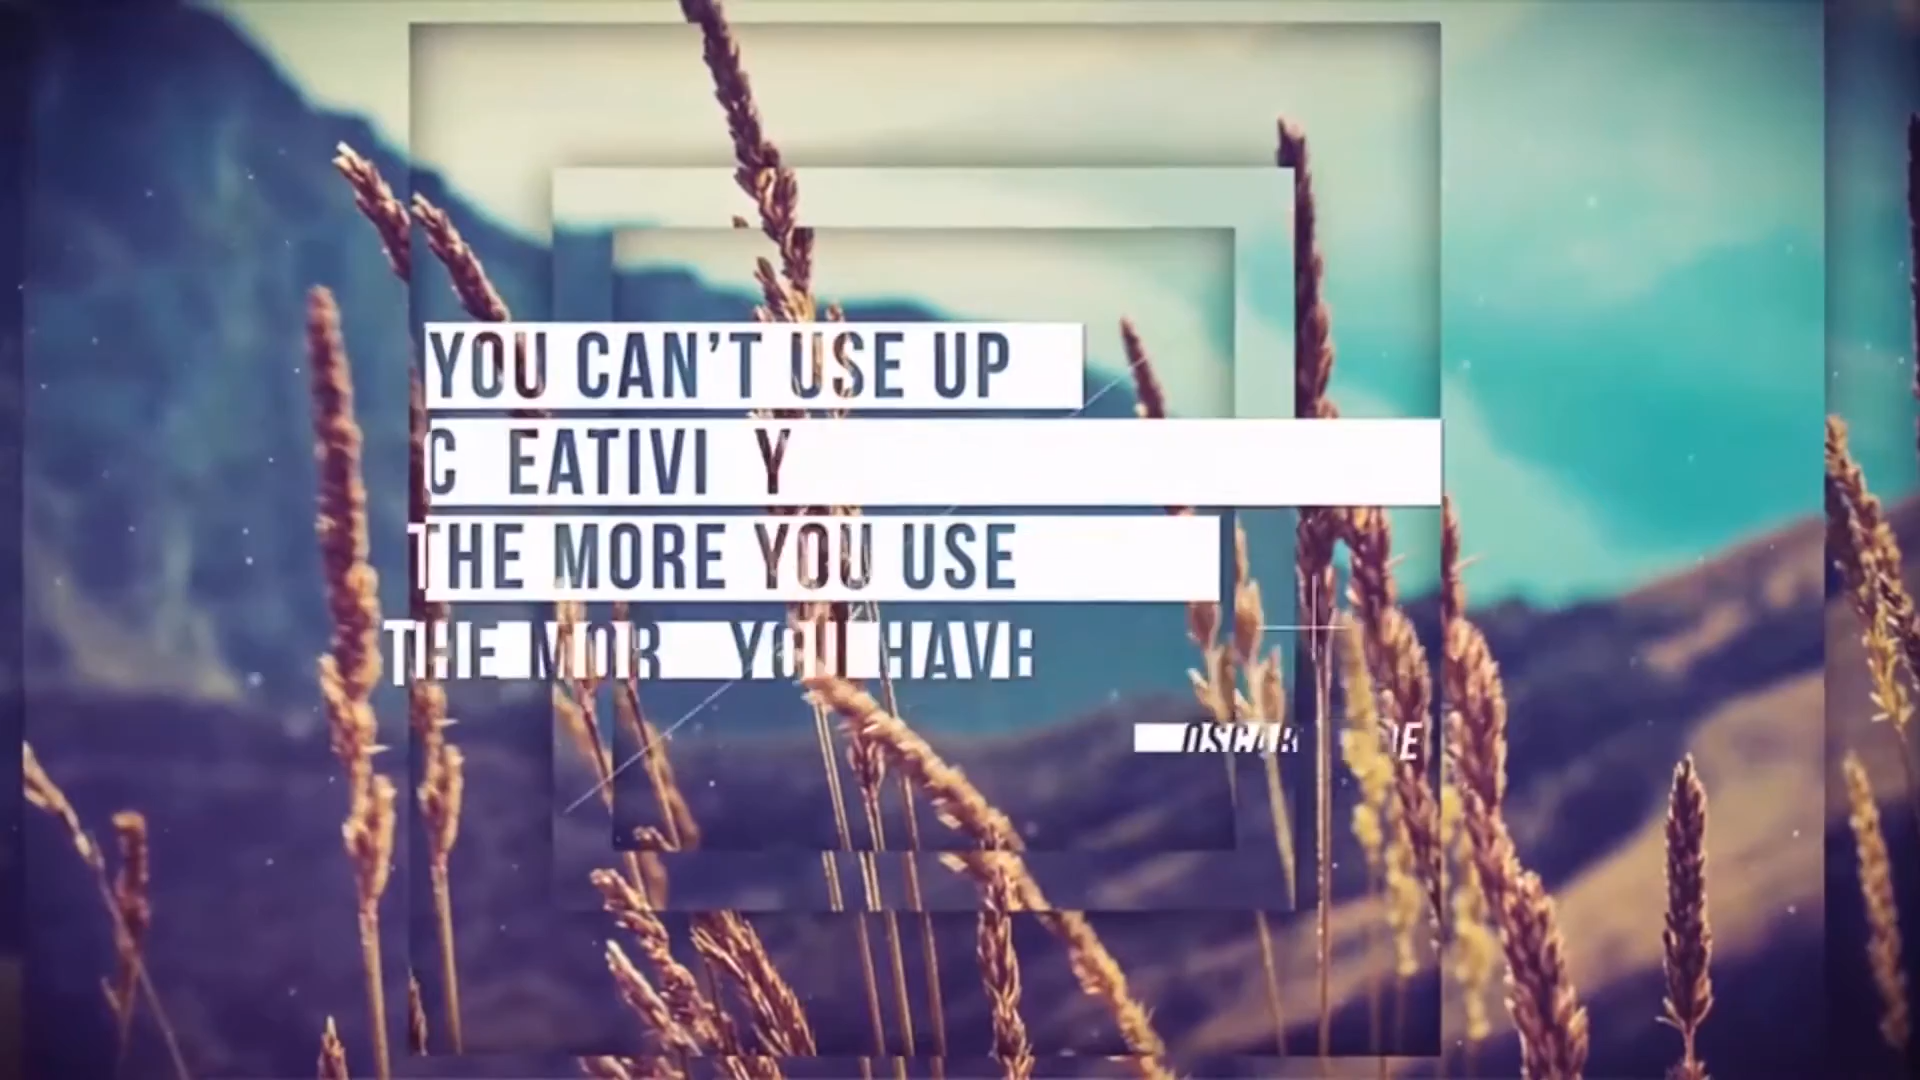 YOU CAN'T USE UP
C EATIVI Y
THE MORE YOU USE
THE MOR YOU HAV
OSCAR